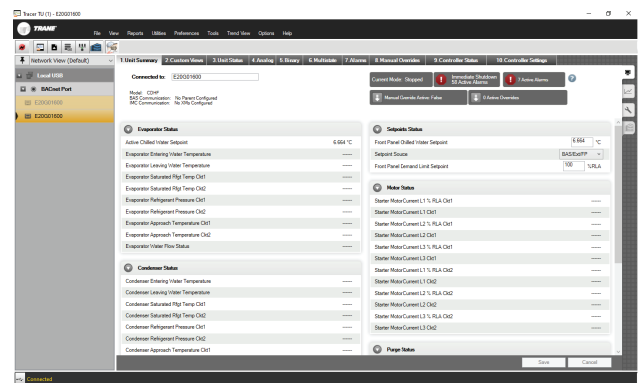 Tracer TU (1) - E20G01600
TRANE
File View Reports Utilities Preferences Tools Trend View Options Help
Network View (Default)
1.Unit Summary 2.Custom Views 3.Unit Status 4.Analog 5.Binary 6.Multistate 7.Alarms 8.Manual Overrides 9.Controller Status 10.Controller Settings
Local USB
BACnet Port
E20G01600
E20G01600
Connected to: E20G01600
Model: CDHF
BAS Communication: No Parent Configured
IMC Communication: No XMs Configured
Current Mode: Stopped
Immediate Shutdown
58 Active Alarms
? Active Alarms
Manual Override Active: False
0 Active Overrides
Evaporator Status
Active Chilled Water Setpoint 6.664 °C
Evaporator Entering Water Temperature -----
Evaporator Leaving Water Temperature -----
Evaporator Saturated Rfgt Temp Ckt1 -----
Evaporator Saturated Rfgt Temp Ckt2 -----
Evaporator Refrigerant Pressure Ckt1 -----
Evaporator Refrigerant Pressure Ckt2 -----
Evaporator Approach Temperature Ckt1 -----
Evaporator Approach Temperature Ckt2 -----
Evaporator Water Flow Status -----
Condenser Status
Condenser Entering Water Temperature -----
Condenser Leaving Water Temperature -----
Condenser Saturated Rfgt Temp Ckt1 -----
Condenser Saturated Rfgt Temp Ckt2 -----
Condenser Refrigerant Pressure Ckt1 -----
Condenser Refrigerant Pressure Ckt2 -----
Condenser Approach Temperature Ckt1 -----
Setpoints Status
Front Panel Chilled Water Setpoint 6.664 °C
Setpoint Source BAS/Ext/FP
Front Panel Demand Limit Setpoint 100 %RLA
Motor Status
Starter MotorCurrent L1 % RLA Ckt1 -----
Starter MotorCurrent L1 Ckt1 -----
Starter MotorCurrent L2 % RLA Ckt1 -----
Starter MotorCurrent L2 Ckt1 -----
Starter MotorCurrent L3 % RLA Ckt1 -----
Starter MotorCurrent L3 Ckt1 -----
Starter MotorCurrent L1 % RLA Ckt2 -----
Starter MotorCurrent L1 Ckt2 -----
Starter MotorCurrent L2 % RLA Ckt2 -----
Starter MotorCurrent L2 Ckt2 -----
Starter MotorCurrent L3 % RLA Ckt2 -----
Starter MotorCurrent L3 Ckt2 -----
Purge Status
Save Cancel
Connected